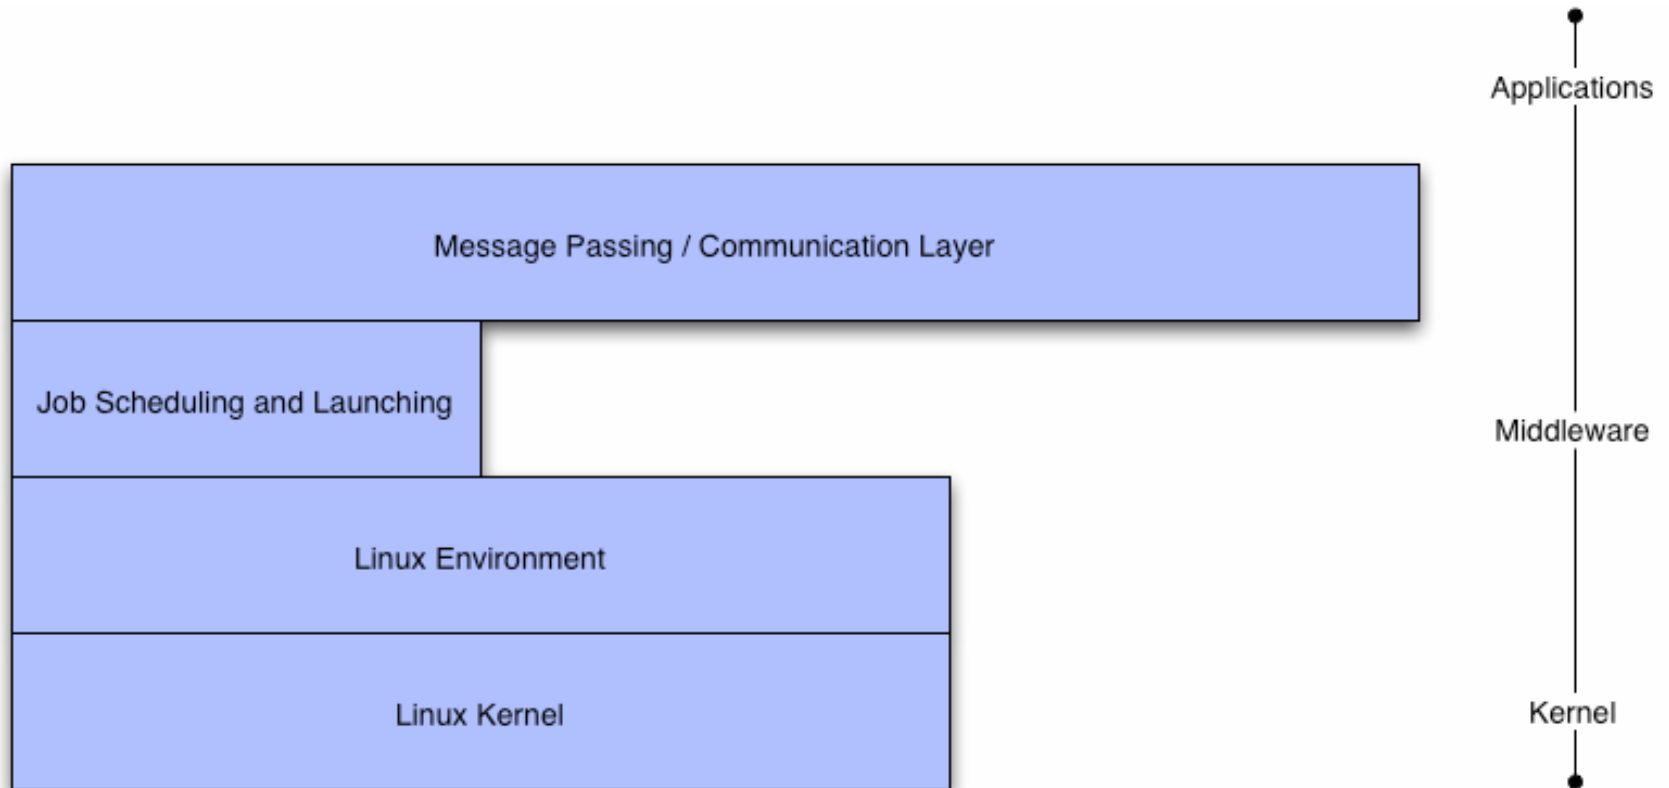 Applications
Message Passing / Communication Layer
Job Scheduling and Launching
Middleware
Linux Environment
Linux Kernel
Kernel